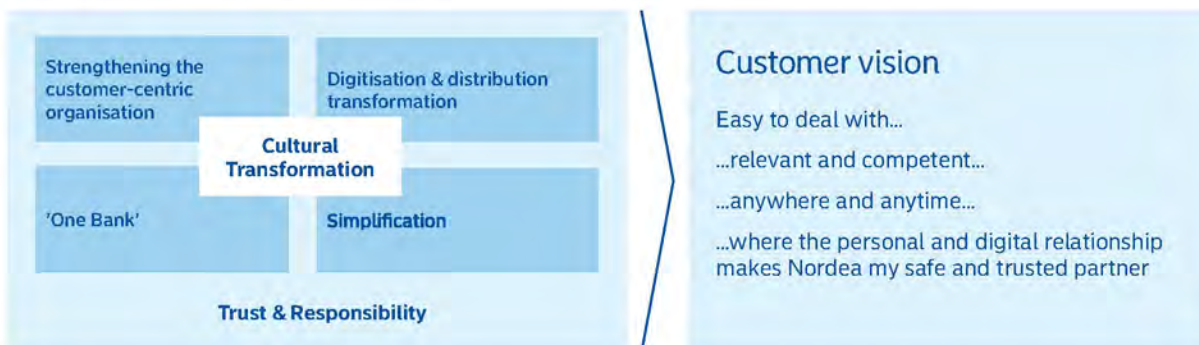 Strengthening the
customer-centric
organisation
Digitisation & distribution
transformation
Cultural
Transformation
'One Bank'
Simplification
Trust & Responsibility
Customer vision
Easy to deal with...
...relevant and competent...
...anywhere and anytime...
...where the personal and digital relationship
makes Nordea my safe and trusted partner